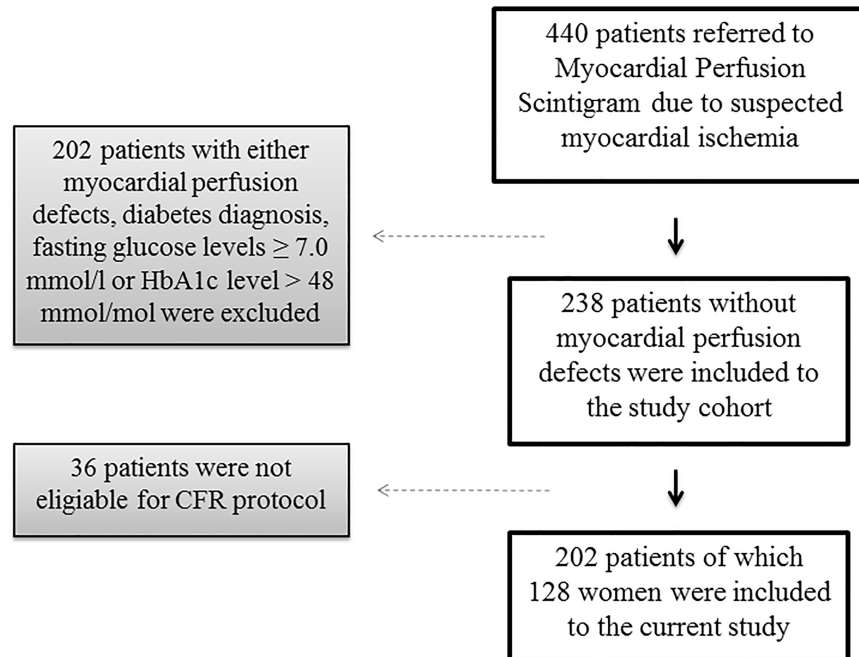 440 patients referred to
Myocardial Perfusion
Scintigram due to suspected
myocardial ischemia
202 patients with either
myocardial perfusion
defects, diabetes diagnosis,
fasting glucose levels ≥ 7.0
mmol/l or HbA1c level > 48
mmol/mol were excluded
238 patients without
myocardial perfusion
defects were included to
the study cohort
36 patients were not
eligiable for CFR protocol
202 patients of which
128 women were included
to the current study